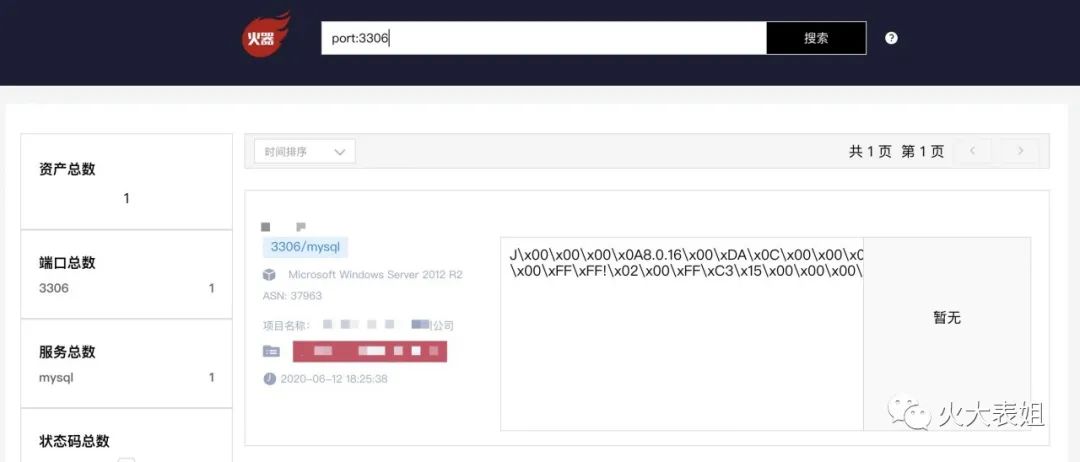 火器
port:3306
搜索
?
资产总数
1
端口总数
3306 1
服务总数
mysql 1
状态码总数
时间排序
共 1 页 第 1 页
3306/mysql
Microsoft Windows Server 2012 R2
ASN: 37963
项目名称:
公司
2020-06-12 18:25:38
J\x00\x00\x00\x0A8.0.16\x00\xDA\x0C\x00\x00\x0
\x00\xFF\xFF!\x02\x00\xFF\xC3\x15\x00\x00\x00\
暂无
火大表姐